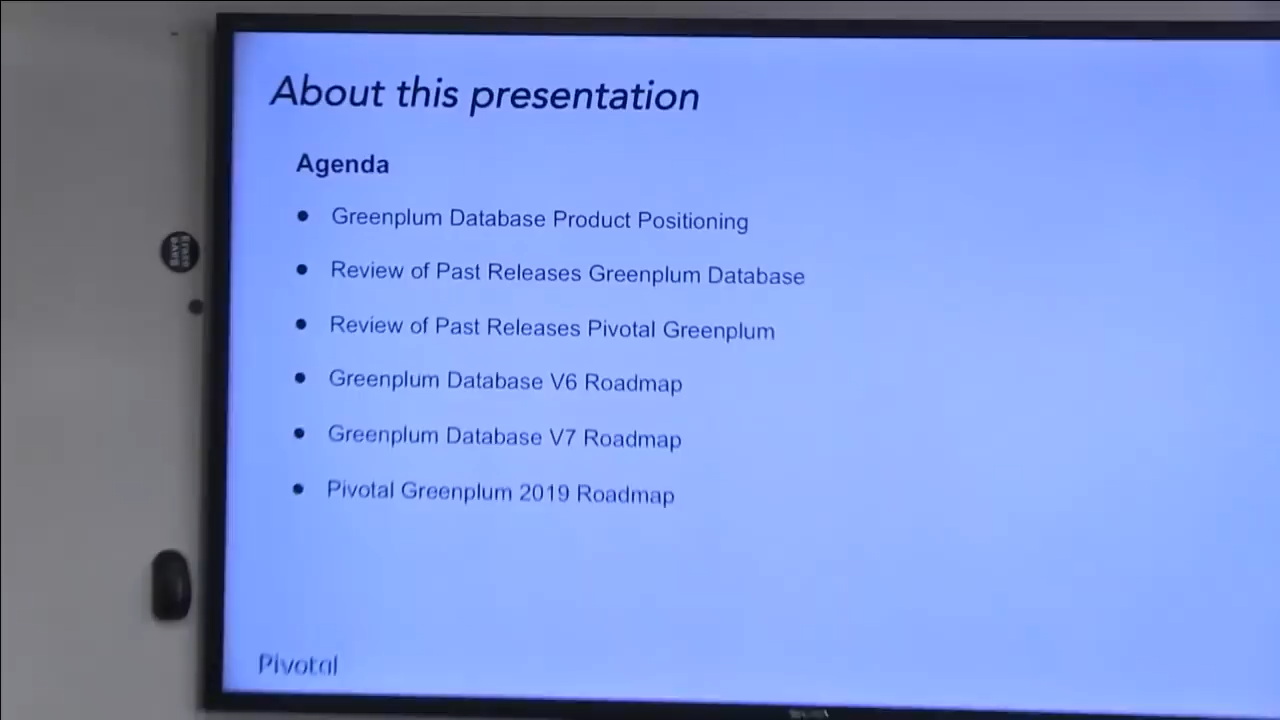 About this presentation
Agenda
● Greenplum Database Product Positioning
● Review of Past Releases Greenplum Database
● Review of Past Releases Pivotal Greenplum
● Greenplum Database V6 Roadmap
● Greenplum Database V7 Roadmap
● Pivotal Greenplum 2019 Roadmap
Pivotal